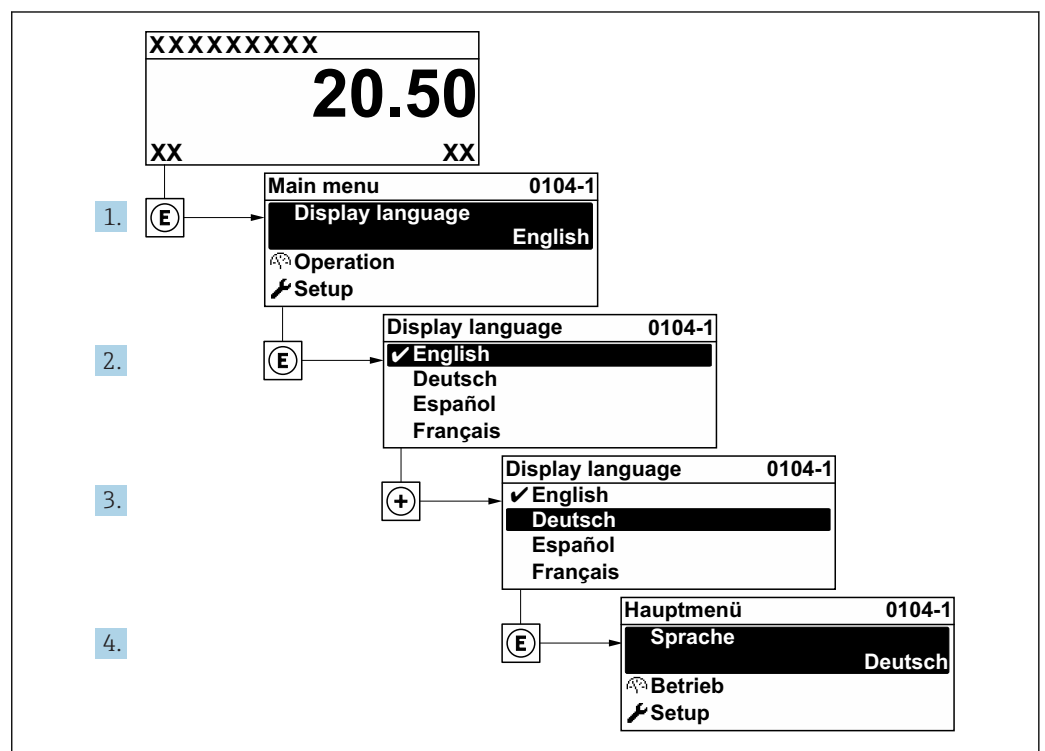 XXXXXXXXX
20.50
XX XX
1.
E
Main menu 0104-1
Display language
English
Operation
Setup
2.
E
Display language 0104-1
✔ English
Deutsch
Español
Français
3.
+
Display language 0104-1
✔ English
Deutsch
Español
Français
4.
E
Hauptmenü 0104-1
Sprache
Deutsch
Betrieb
Setup